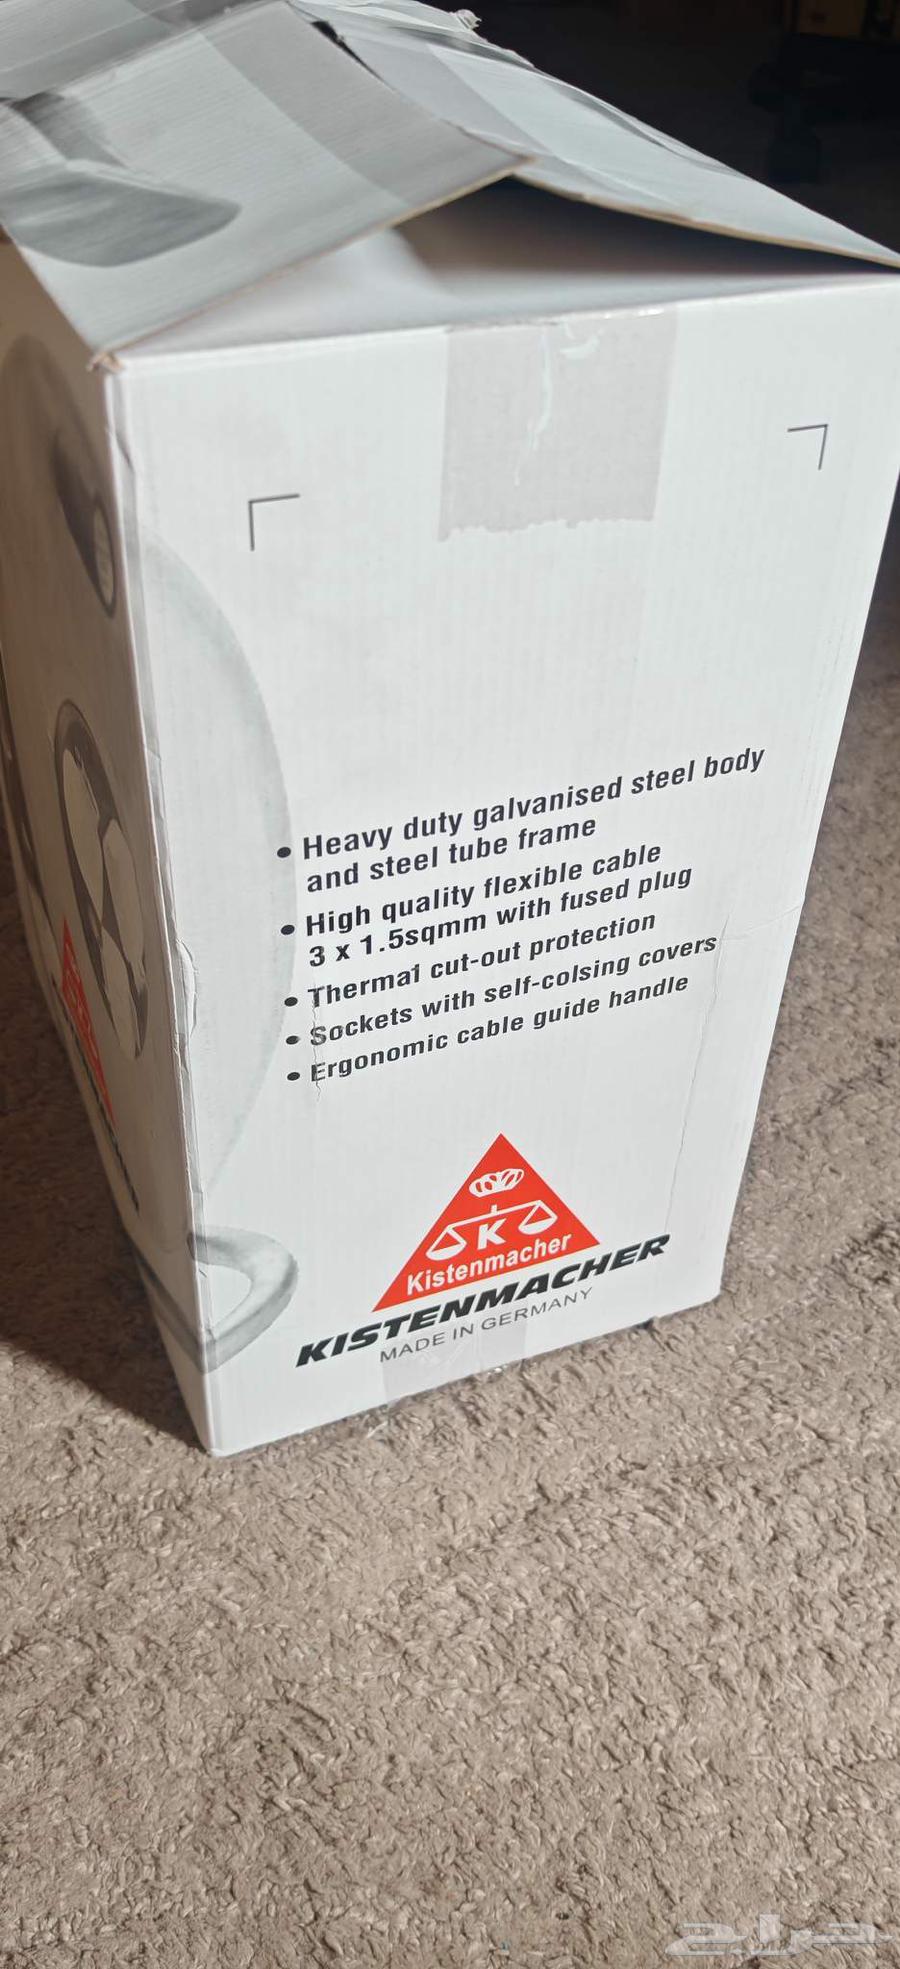 • Heavy duty galvanised steel body
and steel tube frame
• High quality flexible cable
3 x 1.5sqmm with fused plug
• Thermal cut-out protection
• Sockets with self-colsing covers
• Ergonomic cable guide handle
K
Kistenmacher
KISTENMACHER
MADE IN GERMANY
حراج